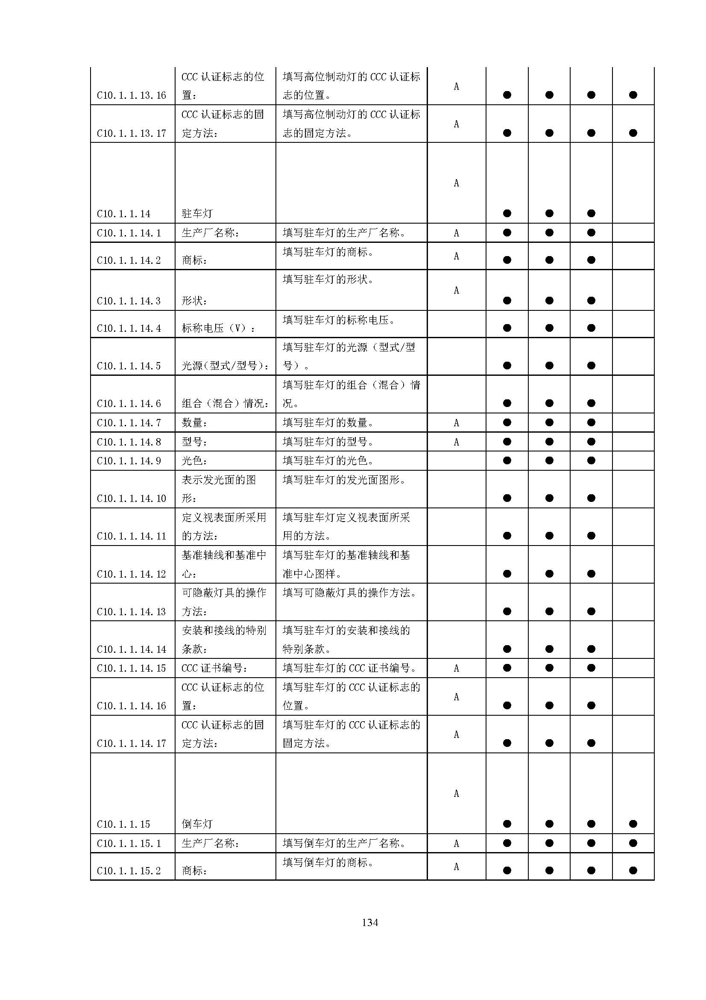 CCC 认证标志的位 填写高位制动灯的 CCC 认证标
A
C10.1.1.13.16 置： 志的位置。 ● ● ● ●
CCC 认证标志的固 填写高位制动灯的 CCC 认证标
A
C10.1.1.13.17 定方法： 志的固定方法。 ● ● ● ●
A
C10.1.1.14 驻车灯 ● ● ●
C10.1.1.14.1 生产厂名称： 填写驻车灯的生产厂名称。 A ● ● ●
填写驻车灯的商标。 A
C10.1.1.14.2 商标： ● ● ●
填写驻车灯的形状。
A
C10.1.1.14.3 形状： ● ● ●
填写驻车灯的标称电压。
C10.1.1.14.4 标称电压（V）： ● ● ●
填写驻车灯的光源（型式/型
C10.1.1.14.5 光源(型式/型号)： 号）。 ● ● ●
填写驻车灯的组合（混合）情
C10.1.1.14.6 组合（混合）情况： 况。 ● ● ●
C10.1.1.14.7 数量： 填写驻车灯的数量。 A ● ● ●
C10.1.1.14.8 型号： 填写驻车灯的型号。 A ● ● ●
C10.1.1.14.9 光色： 填写驻车灯的光色。 ● ● ●
表示发光面的图 填写驻车灯的发光面图形。
C10.1.1.14.10 形： ● ● ●
定义视表面所采用 填写驻车灯定义视表面所采
C10.1.1.14.11 的方法： 用的方法。 ● ● ●
基准轴线和基准中 填写驻车灯的基准轴线和基
C10.1.1.14.12 心： 准中心图样。 ● ● ●
可隐蔽灯具的操作 填写可隐蔽灯具的操作方法。
C10.1.1.14.13 方法： ● ● ●
安装和接线的特别 填写驻车灯的安装和接线的
C10.1.1.14.14 条款： 特别条款。 ● ● ●
C10.1.1.14.15 CCC 证书编号： 填写驻车灯的 CCC 证书编号。 A ● ● ●
CCC 认证标志的位 填写驻车灯的 CCC 认证标志的
A
C10.1.1.14.16 置： 位置。 ● ● ●
CCC 认证标志的固 填写驻车灯的 CCC 认证标志的
A
C10.1.1.14.17 定方法： 固定方法。 ● ● ●
A
C10.1.1.15 倒车灯 ● ● ● ●
C10.1.1.15.1 生产厂名称： 填写倒车灯的生产厂名称。 A ● ● ● ●
填写倒车灯的商标。 A
C10.1.1.15.2 商标： ● ● ● ●
134